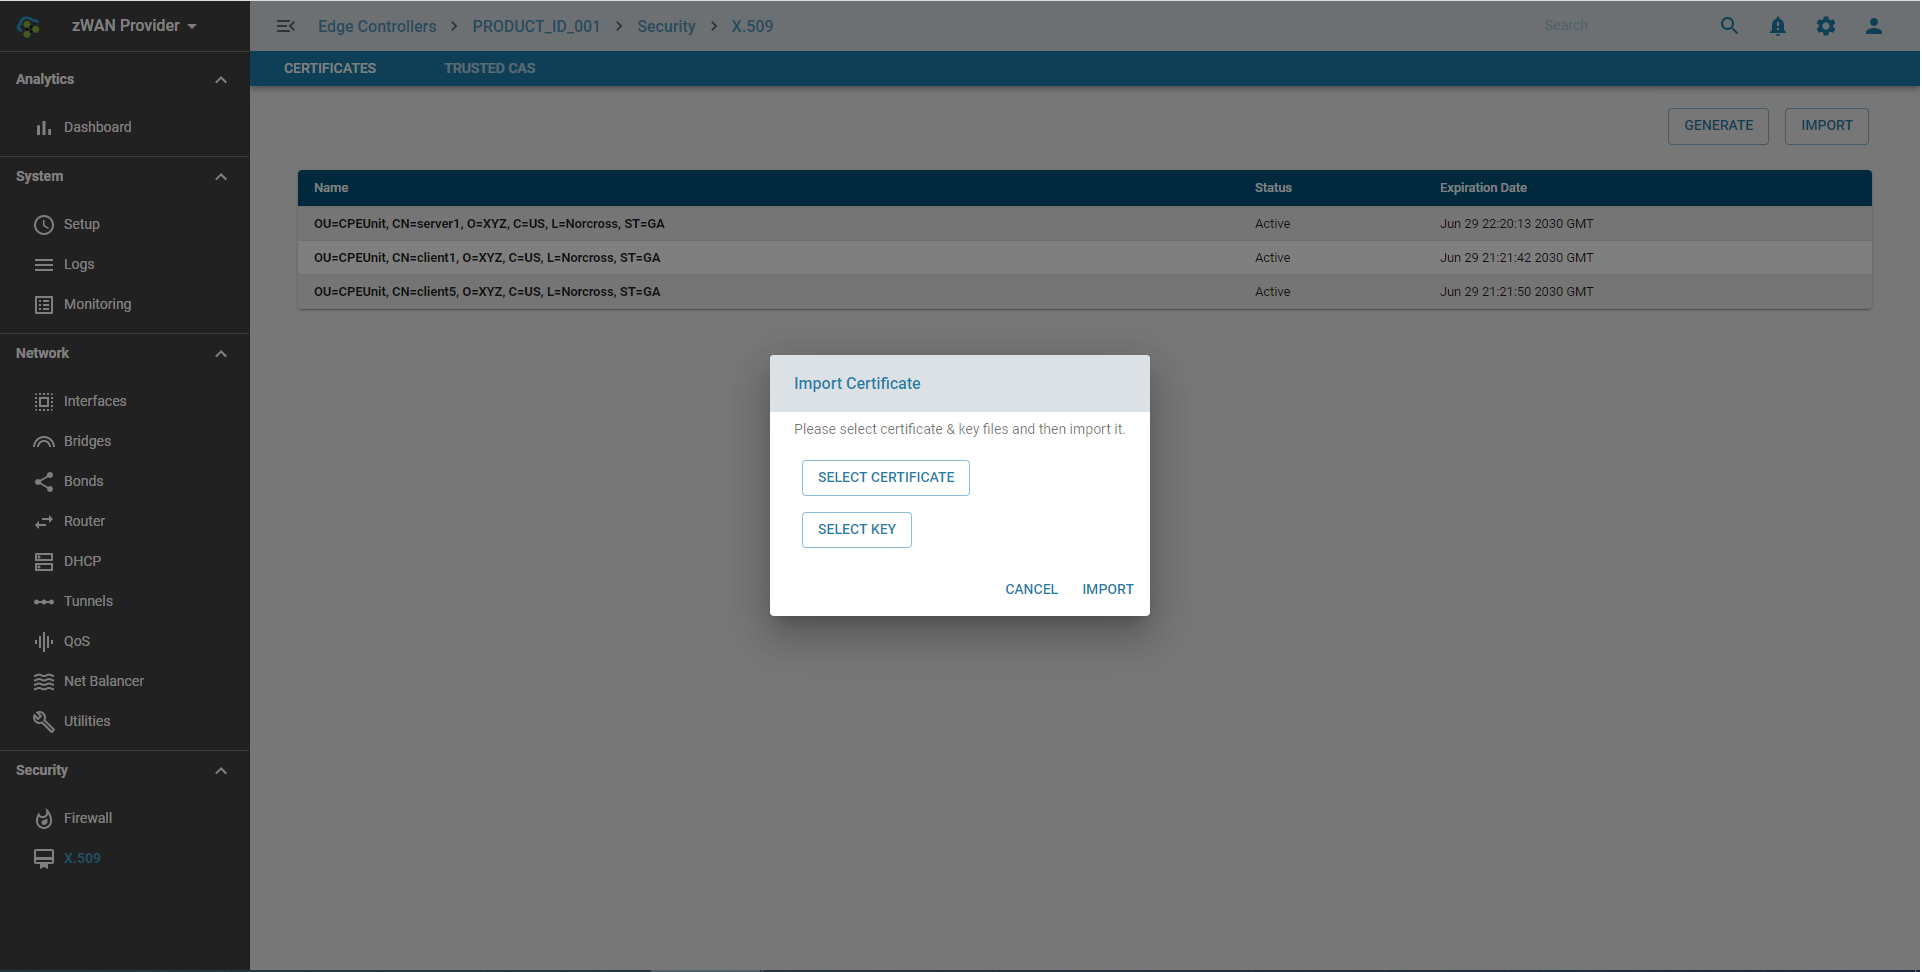 zWAN Provider
Edge Controllers > PRODUCT_ID_001 > Security > X.509
Search
CERTIFICATES
TRUSTED CAS
Analytics
Dashboard
System
Setup
Logs
Monitoring
Network
Interfaces
Bridges
Bonds
Router
DHCP
Tunnels
QoS
Net Balancer
Utilities
Security
Firewall
X.509
GENERATE
IMPORT
Name Status Expiration Date
OU=CPEUnit, CN=server1, O=XYZ, C=US, L=Norcross, ST=GA Active Jun 29 22:20:13 2030 GMT
OU=CPEUnit, CN=client1, O=XYZ, C=US, L=Norcross, ST=GA Active Jun 29 21:21:42 2030 GMT
OU=CPEUnit, CN=client5, O=XYZ, C=US, L=Norcross, ST=GA Active Jun 29 21:21:50 2030 GMT
Import Certificate
Please select certificate & key files and then import it.
SELECT CERTIFICATE
SELECT KEY
CANCEL IMPORT